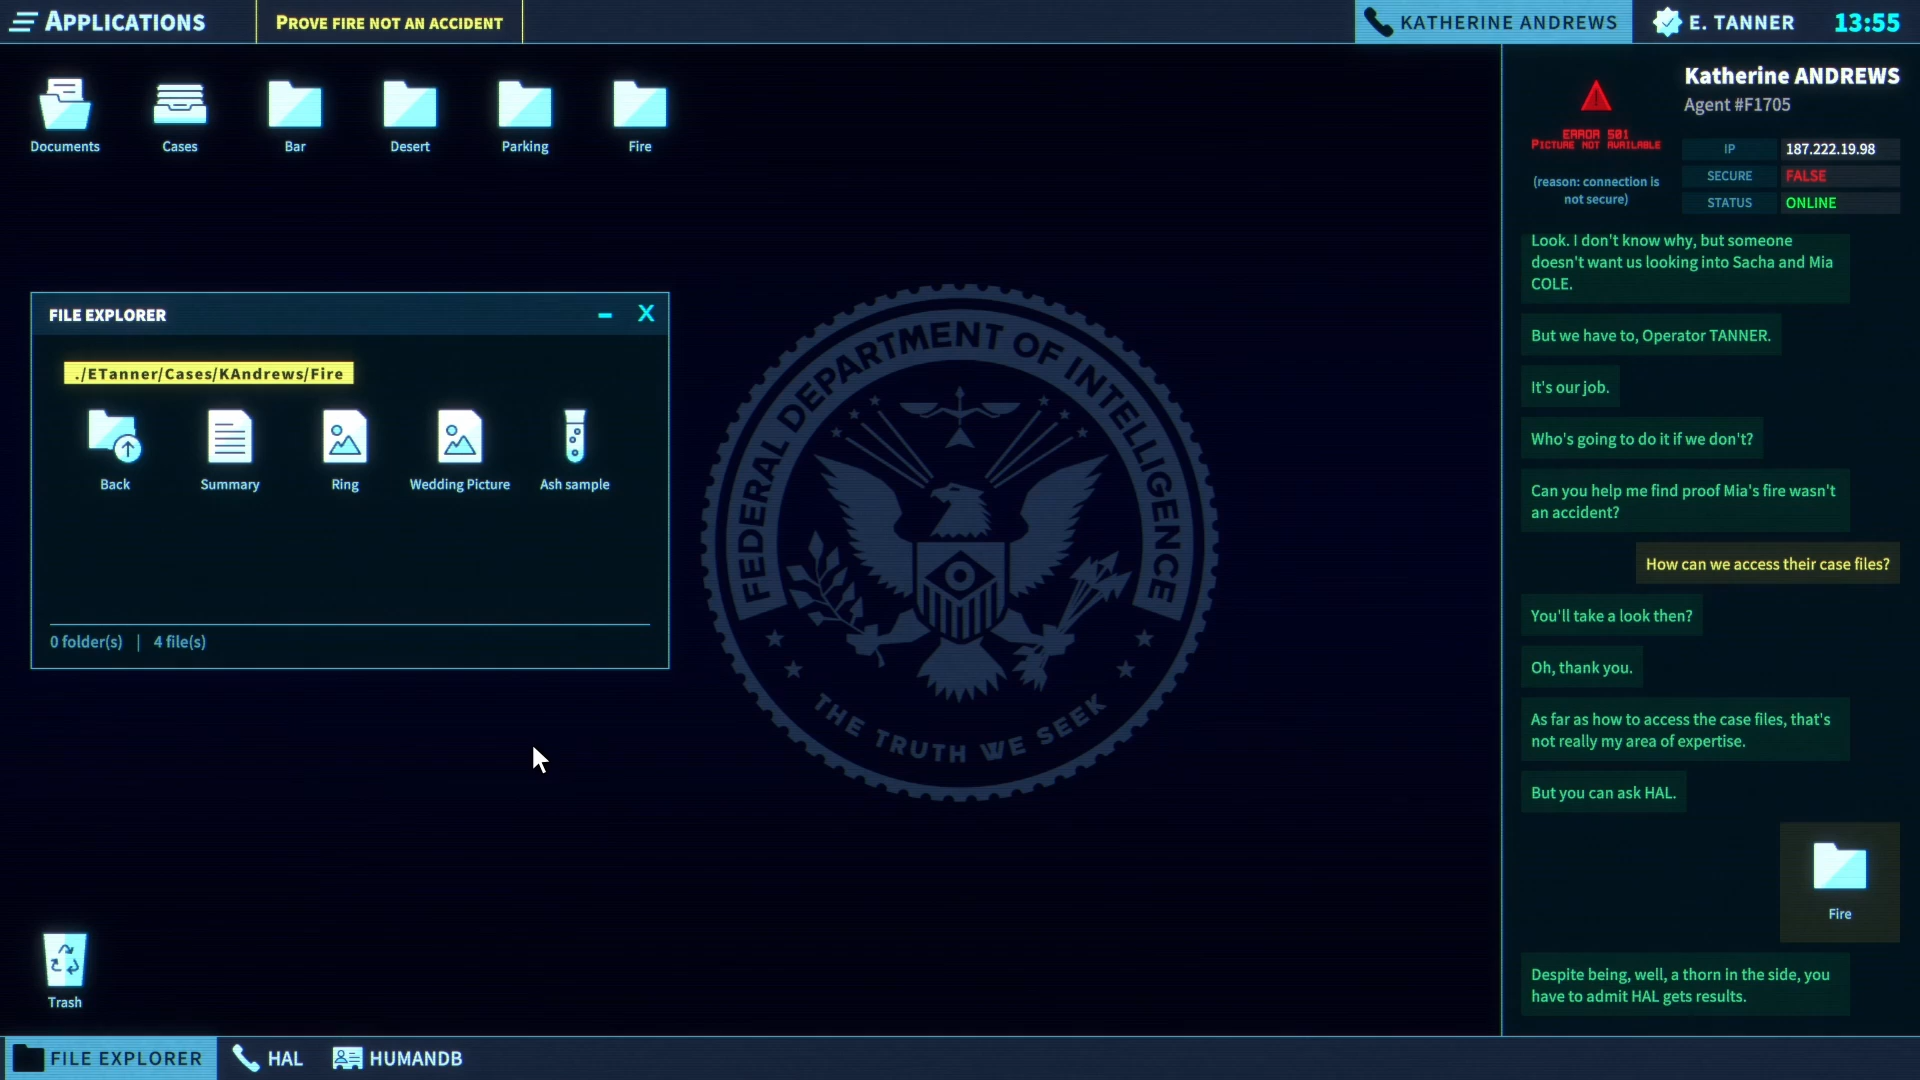 APPLICATIONS
PROVE FIRE NOT AN ACCIDENT
KATHERINE ANDREWS
E. TANNER
13:55
Documents
Cases
Bar
Desert
Parking
Fire
FILE EXPLORER
./ETanner/Cases/KAndrews/Fire
Back
Summary
Ring
Wedding Picture
Ash sample
0 folder(s) | 4 file(s)
FEDERAL DEPARTMENT OF INTELLIGENCE
THE TRUTH WE SEEK
Trash
FILE EXPLORER
HAL
HUMANDB
Katherine ANDREWS
Agent #F1705
ERROR 501
PICTURE NOT AVAILABLE
(reason: connection is
not secure)
IP
187.222.19.98
SECURE
FALSE
STATUS
ONLINE
Look. I don't know why, but someone
doesn't want us looking into Sacha and Mia
COLE.
But we have to, Operator TANNER.
It's our job.
Who's going to do it if we don't?
Can you help me find proof Mia's fire wasn't
an accident?
How can we access their case files?
You'll take a look then?
Oh, thank you.
As far as how to access the case files, that's
not really my area of expertise.
But you can ask HAL.
Fire
Despite being, well, a thorn in the side, you
have to admit HAL gets results.